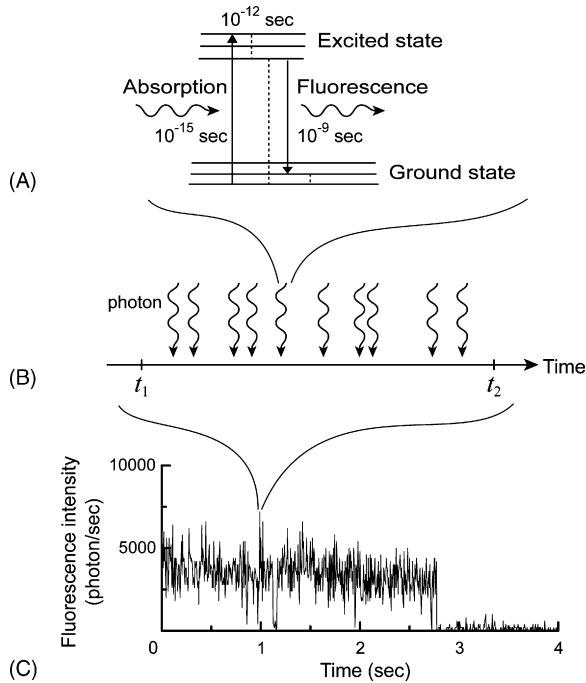 10⁻¹² sec
Excited state
Absorption
Fluorescence
10⁻¹⁵ sec
10⁻⁹ sec
Ground state
(A)
photon
Time
(B)
t₁
t₂
10000
5000
0
Fluorescence intensity
(photon/sec)
0
1
2
3
4
Time (sec)
(C)